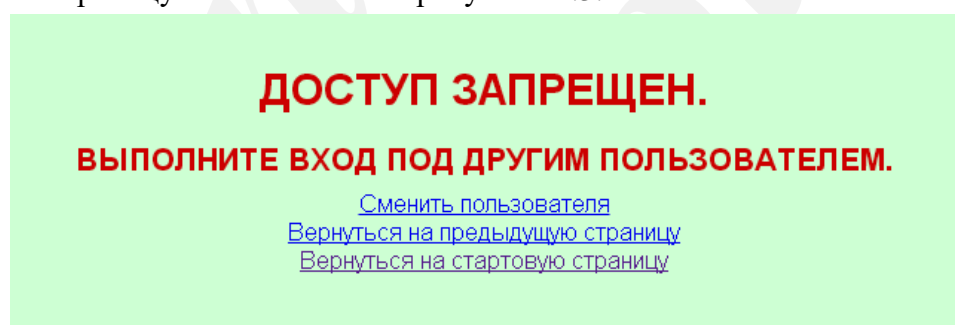 ДОСТУП ЗАПРЕЩЕН.
ВЫПОЛНИТЕ ВХОД ПОД ДРУГИМ ПОЛЬЗОВАТЕЛЕМ.
Сменить пользователя
Вернуться на предыдущую страницу
Вернуться на стартовую страницу